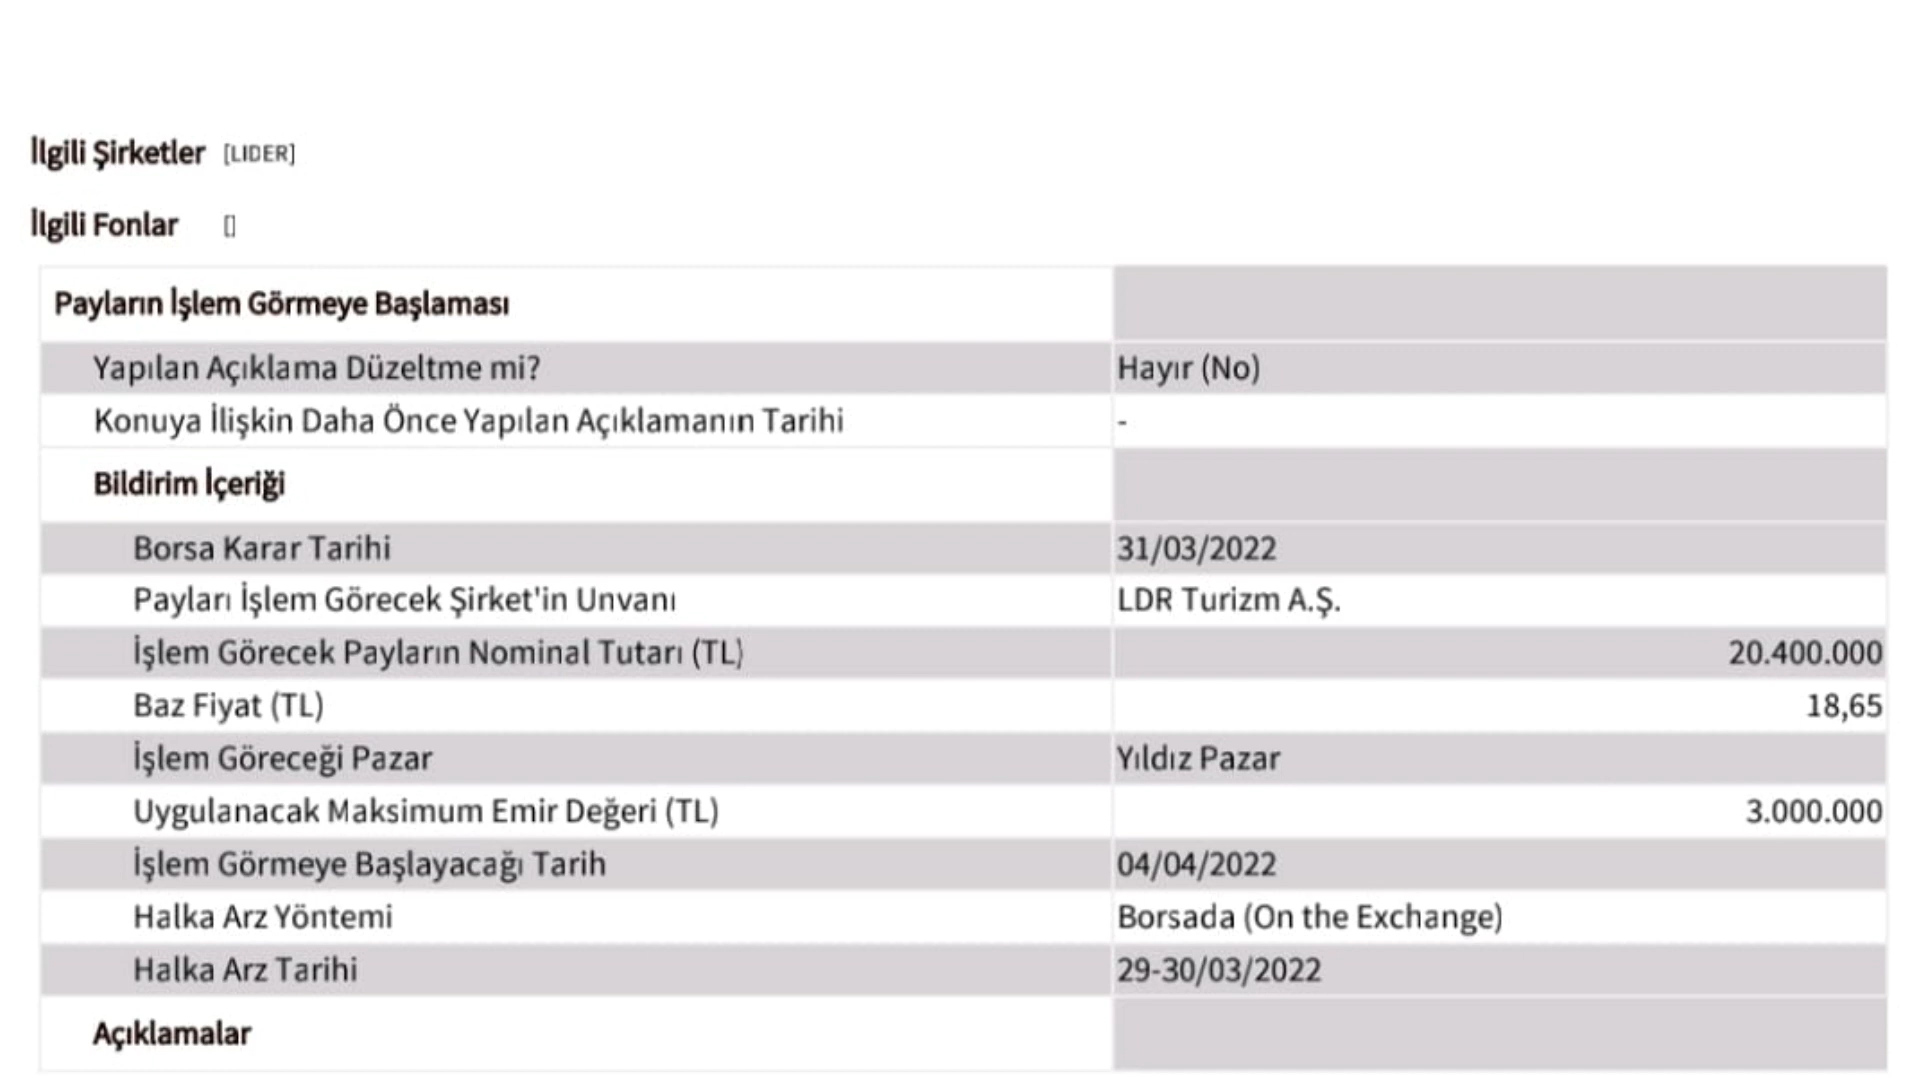 İlgili Şirketler [LIDER]
İlgili Fonlar []
Payların İşlem Görmeye Başlaması
Yapılan Açıklama Düzeltme mi? Hayır (No)
Konuya İlişkin Daha Önce Yapılan Açıklamanın Tarihi -
Bildirim İçeriği
Borsa Karar Tarihi 31/03/2022
Payları İşlem Görecek Şirket'in Unvanı LDR Turizm A.Ş.
İşlem Görecek Payların Nominal Tutarı (TL) 20.400.000
Baz Fiyat (TL) 18,65
İşlem Göreceği Pazar Yıldız Pazar
Uygulanacak Maksimum Emir Değeri (TL) 3.000.000
İşlem Görmeye Başlayacağı Tarih 04/04/2022
Halka Arz Yöntemi Borsada (On the Exchange)
Halka Arz Tarihi 29-30/03/2022
Açıklamalar